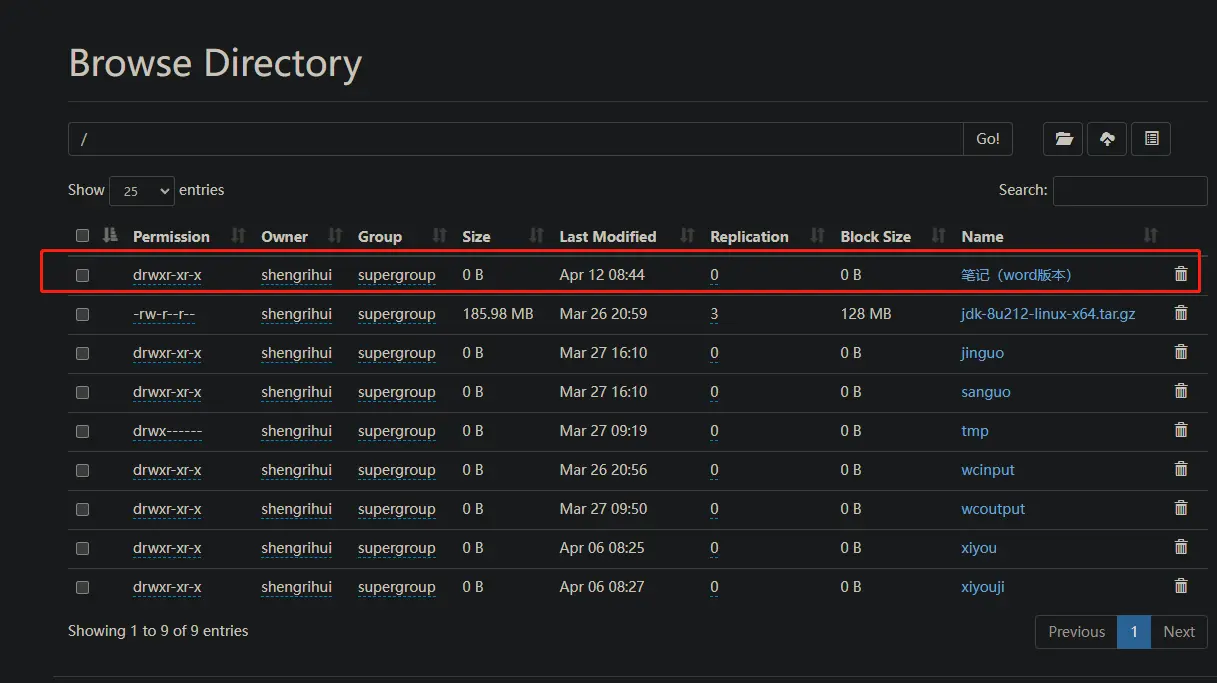 Browse Directory
/ Go!
Show 25 entries Search:
Permission Owner Group Size Last Modified Replication Block Size Name
drwxr-xr-x shengrihui supergroup 0 B Apr 12 08:44 0 0 B 笔记（word版本）
-rw-r--r-- shengrihui supergroup 185.98 MB Mar 26 20:59 3 128 MB jdk-8u212-linux-x64.tar.gz
drwxr-xr-x shengrihui supergroup 0 B Mar 27 16:10 0 0 B jinguo
drwxr-xr-x shengrihui supergroup 0 B Mar 27 16:10 0 0 B sanguo
drwx------ shengrihui supergroup 0 B Mar 27 09:19 0 0 B tmp
drwxr-xr-x shengrihui supergroup 0 B Mar 26 20:56 0 0 B wcinput
drwxr-xr-x shengrihui supergroup 0 B Mar 27 09:50 0 0 B wcoutput
drwxr-xr-x shengrihui supergroup 0 B Apr 06 08:25 0 0 B xiyou
drwxr-xr-x shengrihui supergroup 0 B Apr 06 08:27 0 0 B xiyouji
Showing 1 to 9 of 9 entries Previous 1 Next